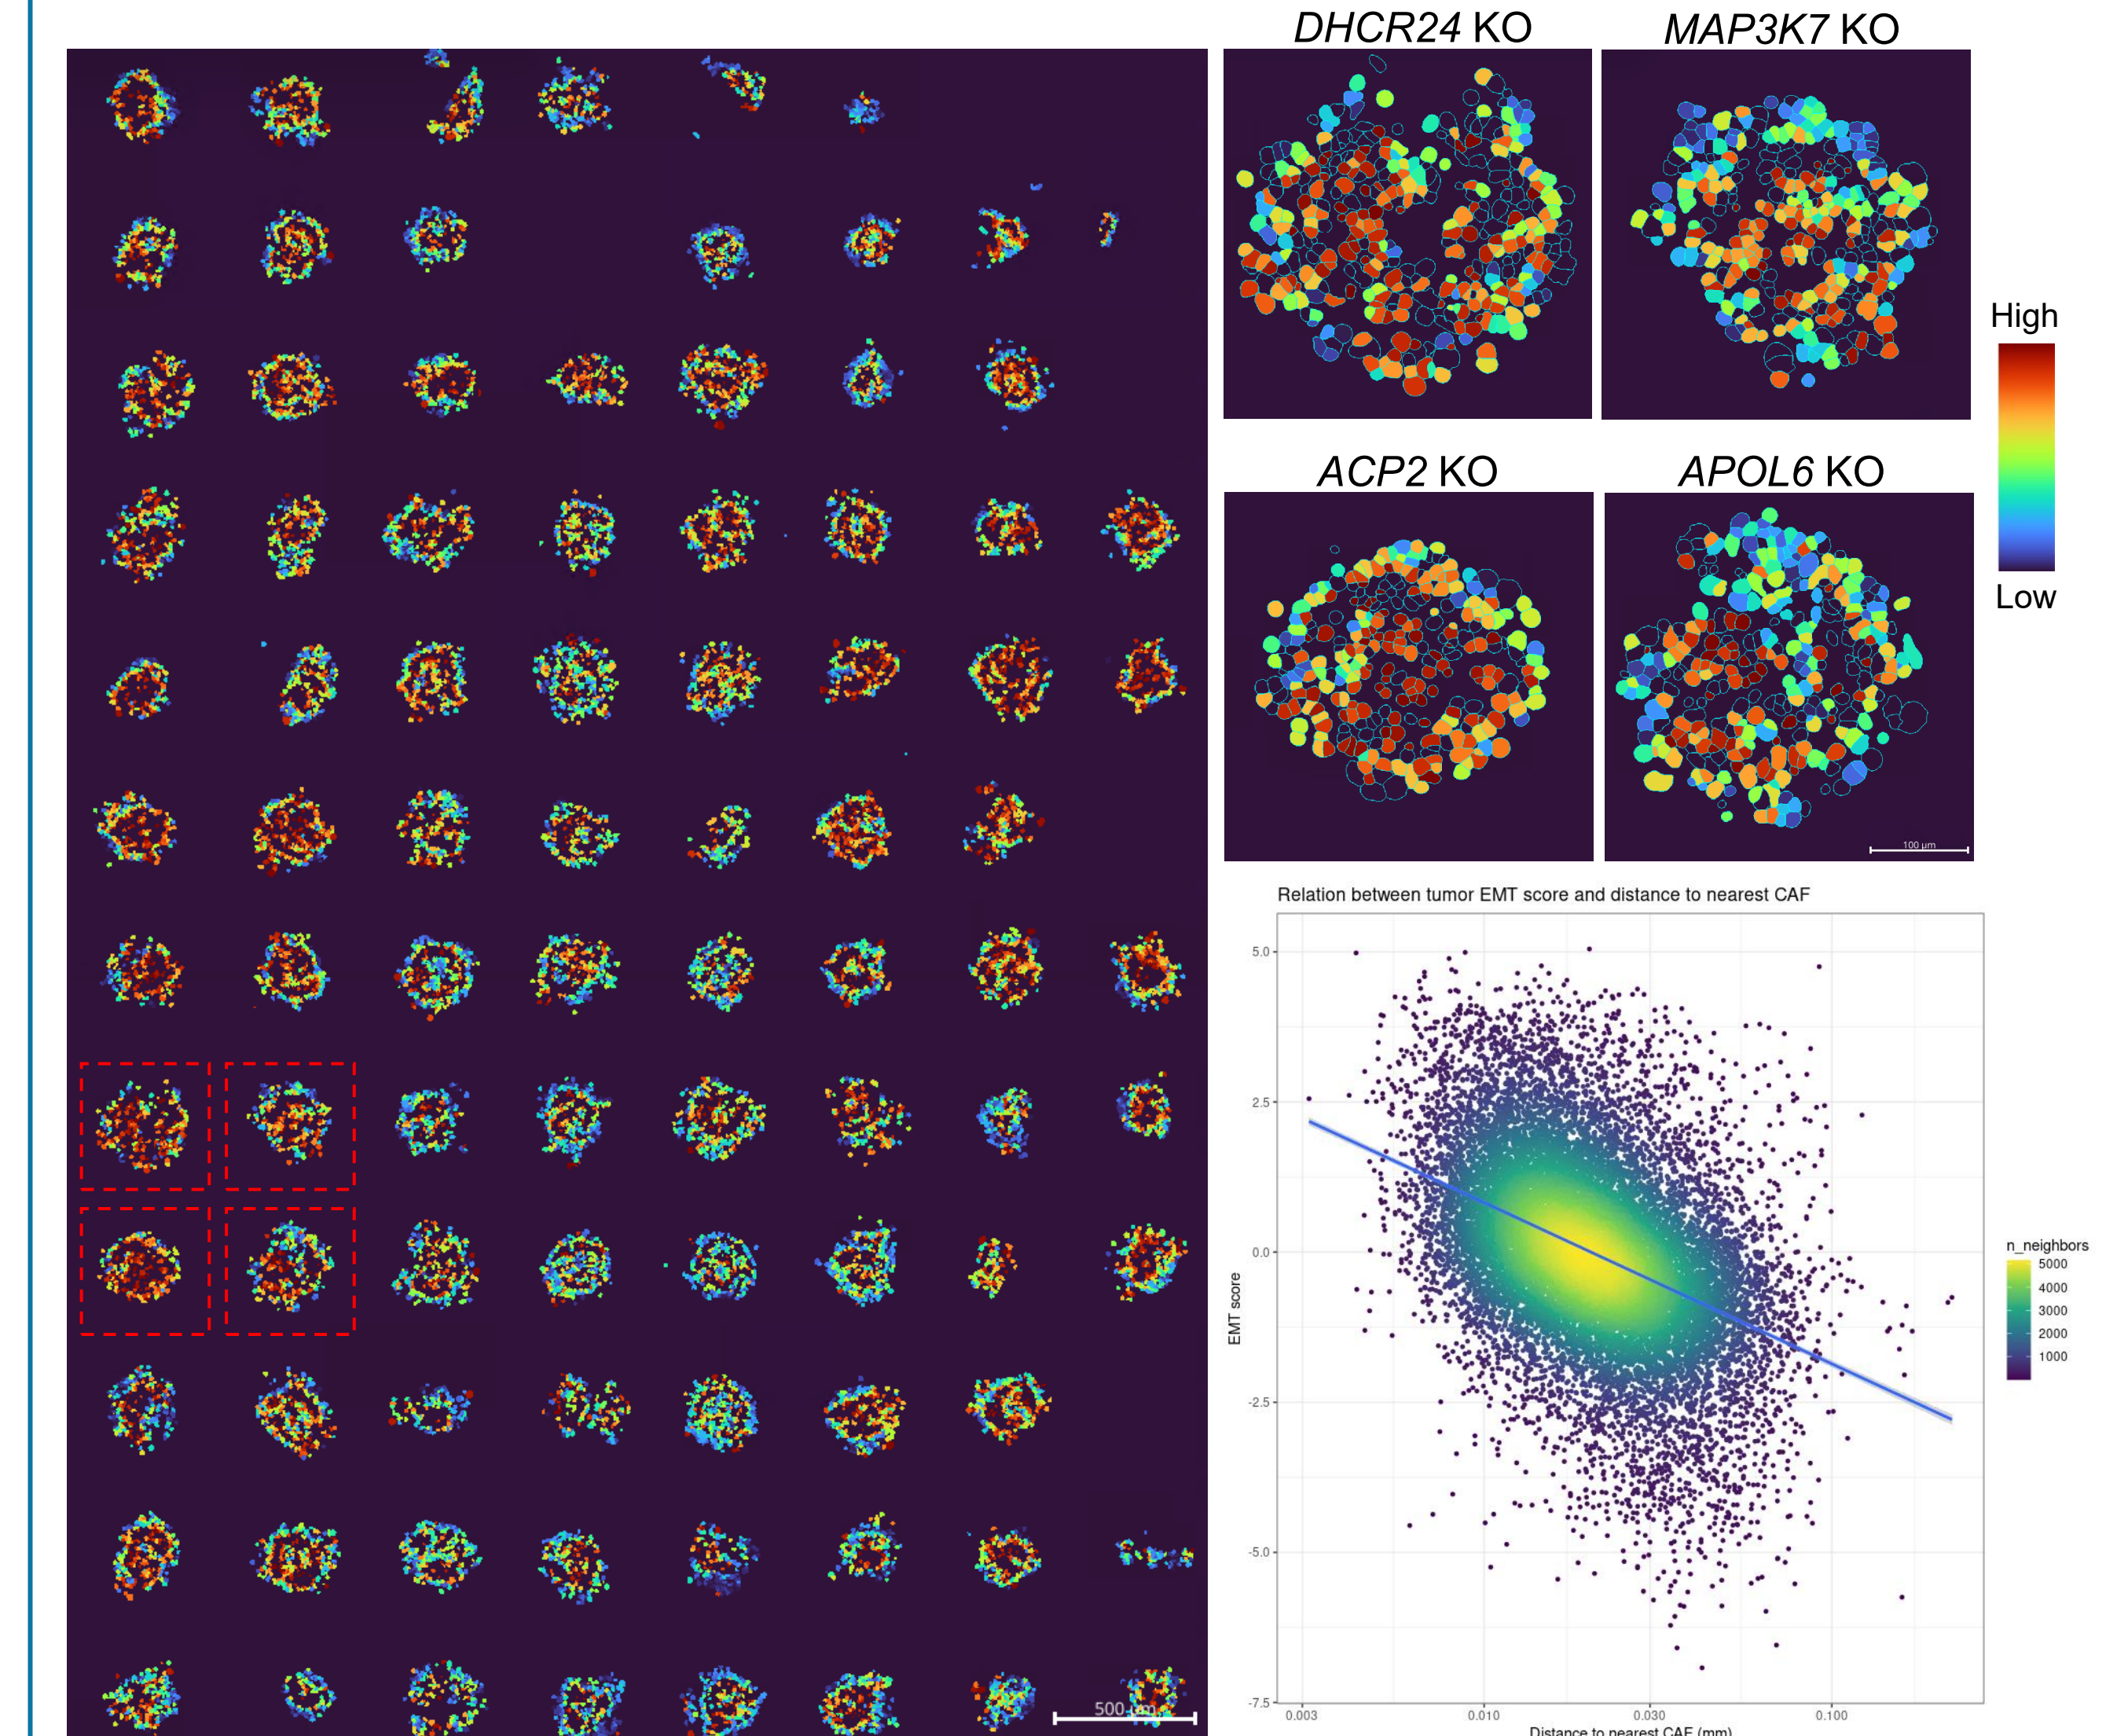 DHCR24 KO
MAP3K7 KO
High
Low
ACP2 KO
APOL6 KO
100 µm
Relation between tumor EMT score and distance to nearest CAF
5.0
2.5
0.0
-2.5
-5.0
-7.5
EMT score
n_neighbors
5000
4000
3000
2000
1000
0.003
0.010
0.030
0.100
Distance to nearest CAF (mm)
500 µm